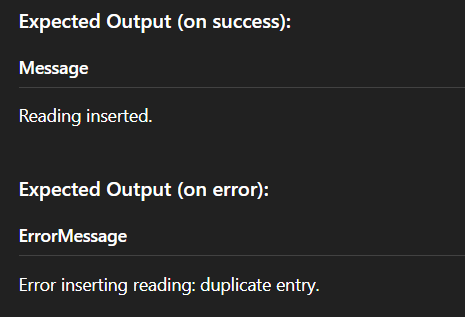 Expected Output (on success):
Message
Reading inserted.
Expected Output (on error):
ErrorMessage
Error inserting reading: duplicate entry.